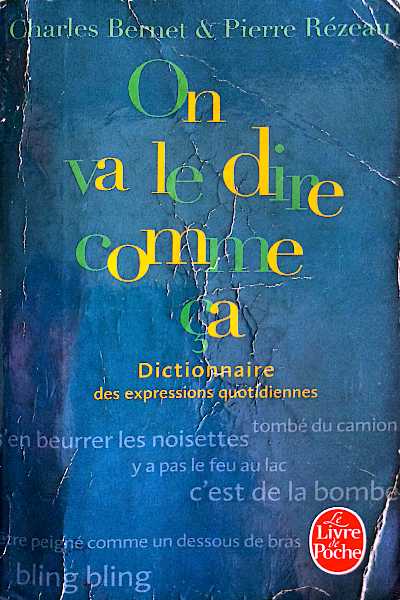 Charles Bernet & Pierre Rézeau
On
va le dire
comme
ça
Dictionnaire
des expressions quotidiennes
tombé du camion
s'en beurrer les noisettes
y a pas le feu au lac
c'est de la bombe
être peigné comme un dessous de bras
bling bling
Le
Livre
de
Poche